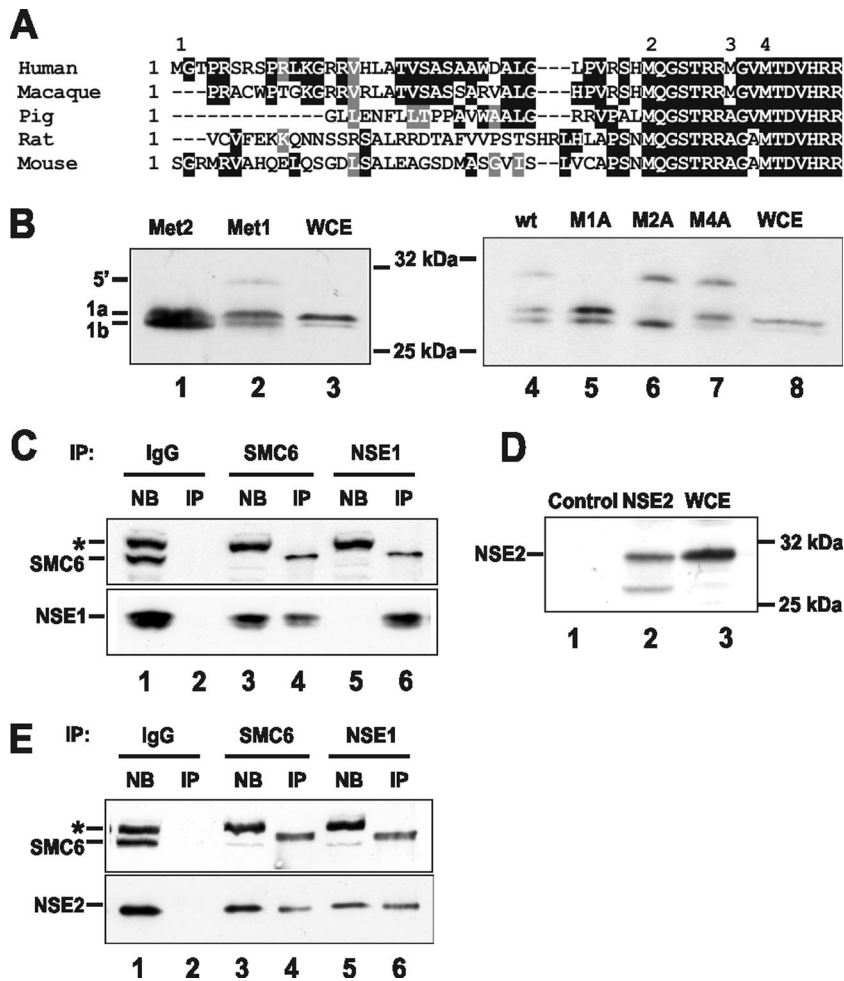 A
1 2 3 4
Human 1 MGTPRSRSPRLKGRRVHLATVSASAAWDALG---LPVRSHMQGSTRRMGVMTDVHRR
Macaque 1 ---PRACWPTGKGRRVRLATVSASSARVALG---HPVRSHMQGSTRRMGVMTDVHRR
Pig 1 -------------GLLENFLLTPPAVWAALG---RRVPALMQGSTRRAGVMTDVHRR
Rat 1 ---VCVFEKKQNNSSRSALRRDTAFVVPSTSHRLHLAPSNMQGSTRRAGAMTDVHRR
Mouse 1 SGRMRVAHQELQSGDLSALEAGSDMASGVIS---LVCAPSNMQGSTRRAGAMTDVHRR
B
Met2 Met1 WCE
wt M1A M2A M4A WCE
5'
1a
1b
32 kDa
25 kDa
1 2 3
4 5 6 7 8
C
IP: IgG SMC6 NSE1
NB IP NB IP NB IP
*
SMC6
NSE1
1 2 3 4 5 6
D
Control NSE2 WCE
NSE2
32 kDa
25 kDa
1 2 3
E
IP: IgG SMC6 NSE1
NB IP NB IP NB IP
*
SMC6
NSE2
1 2 3 4 5 6